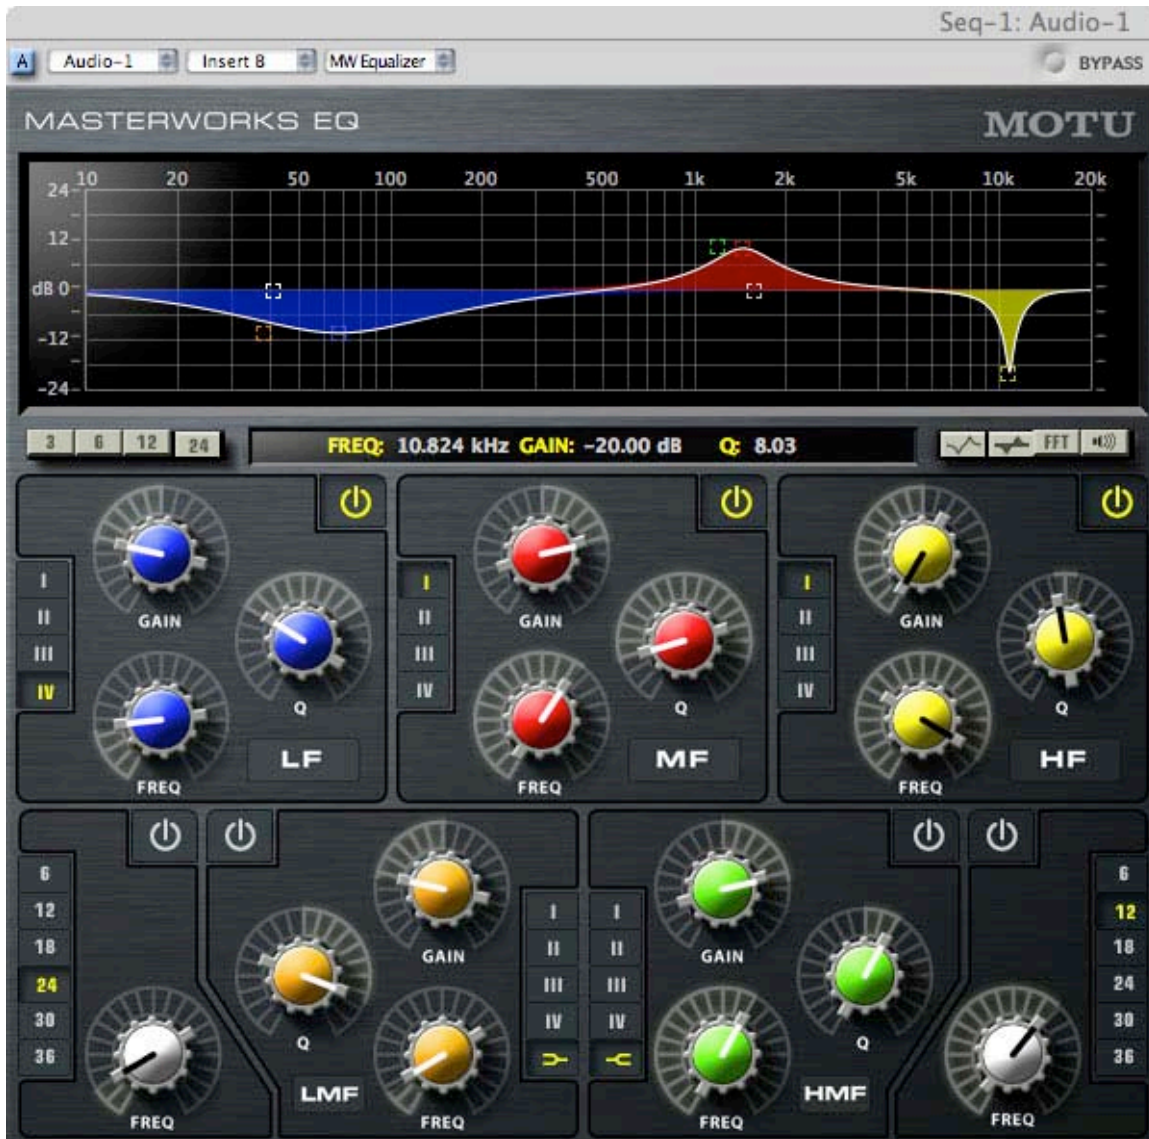 Seq-1: Audio-1
A Audio-1 Insert 8 MW Equalizer BYPASS
MASTERWORKS EQ MOTU
10 20 50 100 200 500 1k 2k 5k 10k 20k
24
12
dB 0
-12
-24
3 6 12 24 FREQ: 10.824 kHz GAIN: -20.00 dB Q: 8.03 FFT
I I I
II GAIN II GAIN II GAIN
III III III
IV IV IV
Q Q Q
LF MF HF
FREQ FREQ FREQ
6 6
12 I I 12
18 GAIN II II GAIN 18
24 III III 24
30 IV IV 30
36 Q Q 36
LMF HMF
FREQ FREQ FREQ FREQ